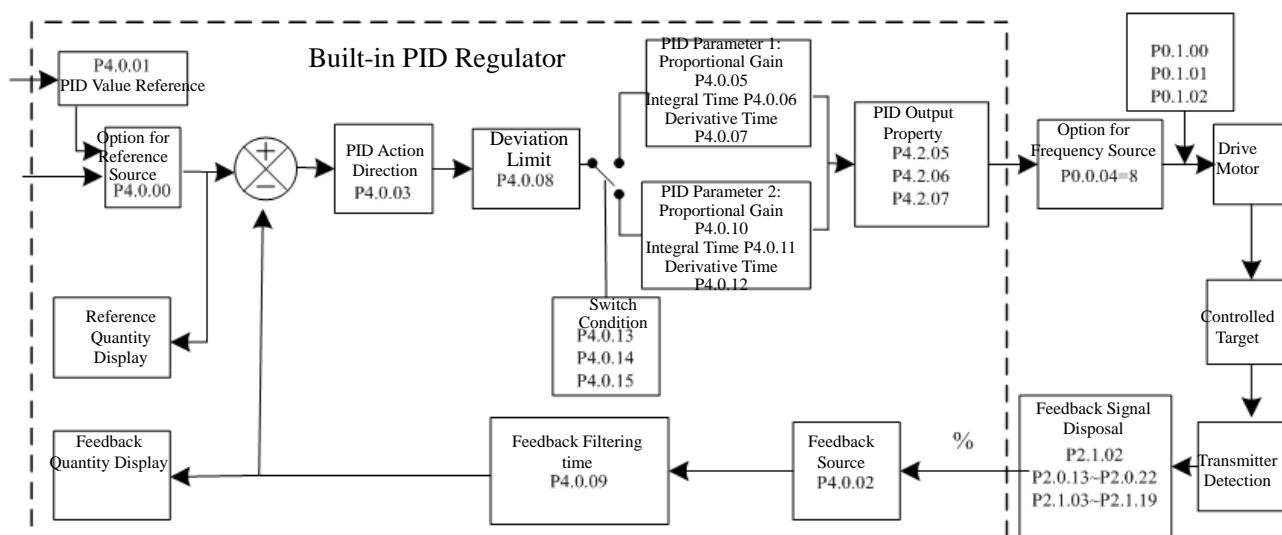 Built-in PID Regulator
P4.0.01
PID Value Reference
Option for
Reference
Source
P4.0.00
+
−
PID Action
Direction
P4.0.03
Deviation
Limit
P4.0.08
PID Parameter 1:
Proportional Gain
P4.0.05
Integral Time P4.0.06
Derivative Time
P4.0.07
PID Parameter 2:
Proportional Gain
P4.0.10
Integral Time P4.0.11
Derivative Time
P4.0.12
Switch
Condition
P4.0.13
P4.0.14
P4.0.15
PID Output
Property
P4.2.05
P4.2.06
P4.2.07
Option for
Frequency Source
P0.0.04=8
P0.1.00
P0.1.01
P0.1.02
Drive
Motor
Controlled
Target
Transmitter
Detection
Feedback Signal
Disposal
P2.1.02
P2.0.13~P2.0.22
P2.1.03~P2.1.19
%
Feedback
Source
P4.0.02
Feedback Filtering
time
P4.0.09
Reference
Quantity
Display
Feedback
Quantity Display